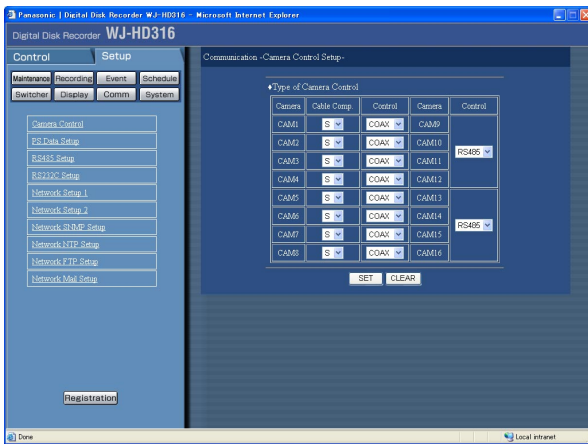 Panasonic | Digital Disk Recorder WJ-HD316 - Microsoft Internet Explorer
Digital Disk Recorder WJ-HD316
Control Setup
Maintenance Recording Event Schedule
Switcher Display Comm System
Camera Control
PS Data Setup
RS485 Setup
RS232C Setup
Network Setup 1
Network Setup 2
Network SNMP Setup
Network NTP Setup
Network FTP Setup
Network Mail Setup
Registration
Communication -Camera Control Setup-
♦Type of Camera Control
Camera Cable Comp. Control Camera Control
CAM1 S COAX CAM9
CAM2 S COAX CAM10
RS485
CAM3 S COAX CAM11
CAM4 S COAX CAM12
CAM5 S COAX CAM13
CAM6 S COAX CAM14
RS485
CAM7 S COAX CAM15
CAM8 S COAX CAM16
SET CLEAR
Done Local intranet